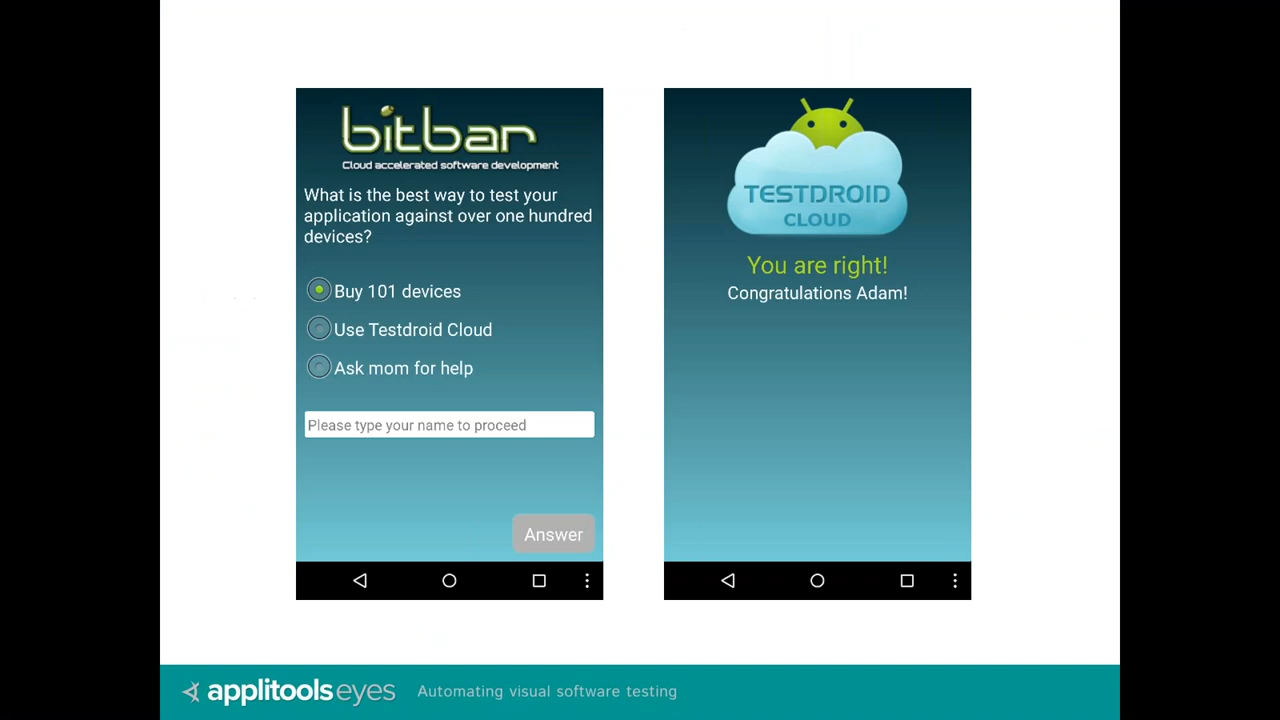 bitbar
Cloud accelerated software development
What is the best way to test your
application against over one hundred
devices?
Buy 101 devices
Use Testdroid Cloud
Ask mom for help
Please type your name to proceed
Answer
TESTDROID
CLOUD
You are right!
Congratulations Adam!
applitools eyes Automating visual software testing